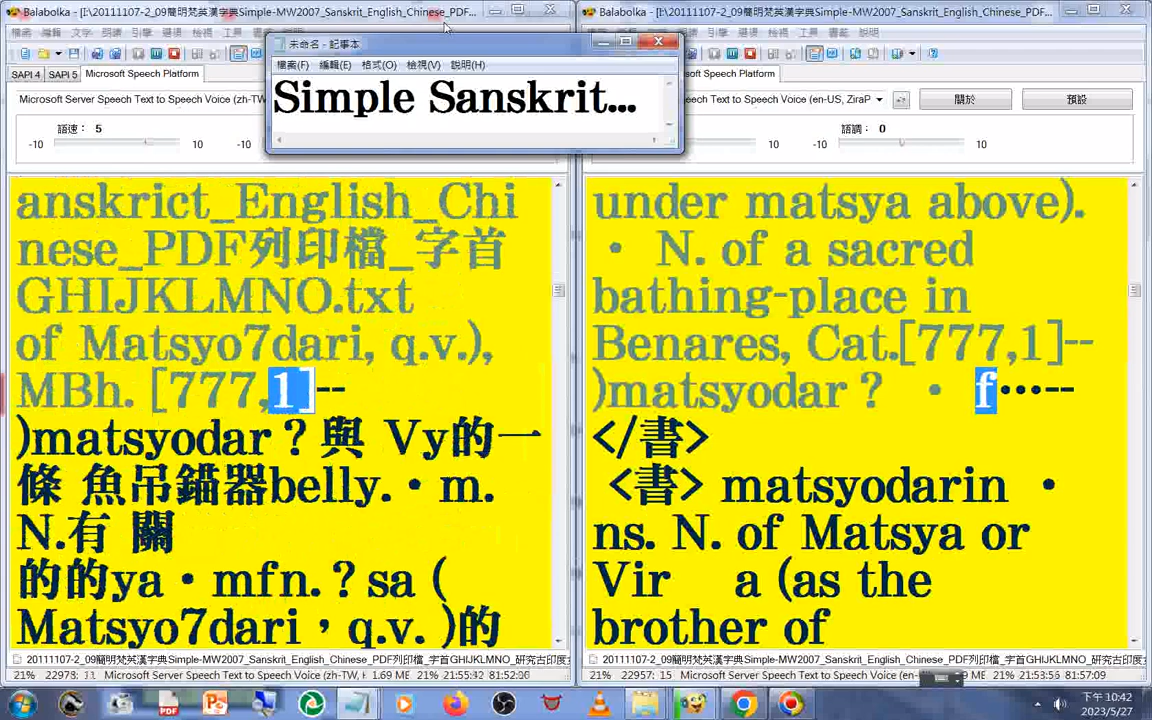 Balabolka - [I:\20111107-2_09簡明梵英漢字典Simple-MW2007_Sanskrit_English_Chinese_PDF...
Balabolka - [I:\20111107-2_09簡明梵英漢字典Simple-MW2007_Sanskrit_English_Chinese_PDF...
未命名 - 記事本
檔案(F) 編輯(E) 格式(O) 檢視(V) 說明(H)
Simple Sanskrit...
SAPI 4 SAPI 5 Microsoft Speech Platform
Speech Platform
Microsoft Server Speech Text to Speech Voice (zh-TW,
eech Text to Speech Voice (en-US, ZiraP
關於
預設
語速： 5
語調： 0
-10 10 -10
10 -10 10
anskrict_English_Chi
nese_PDF列印檔_字首
GHIJKLMNO.txt
of Matsyo7dari, q.v.),
MBh. [777,1]--
)matsyodar？與 Vy的一
條 魚吊錨器belly.・m.
N.有 關
的的ya・mfn.？sa (
Matsyo7dari，q.v. )的
under matsya above).
・ N. of a sacred
bathing-place in
Benares, Cat.[777,1]--
)matsyodar？ ・ f…--
</書>
<書> matsyodarin ・
ns. N. of Matsya or
Vir a (as the
brother of
20111107-2_09簡明梵英漢字典Simple-MW2007_Sanskrit_English_Chinese_PDF列印檔_字首GHIJKLMNO_研究古印度
20111107-2_09簡明梵英漢字典Simple-MW2007_Sanskrit_English_Chinese_PDF列印檔_字首GHIJKLMNO_研究古印度
21% 22978: 11 Microsoft Server Speech Text to Speech Voice (zh-TW, 1.69 ME 21% 21:55:42 81:52:08
21% 22957: 15 Microsoft Server Speech Text to Speech Voice 21% 21:53:55 81:57:09
下午 10:42
2023/5/27